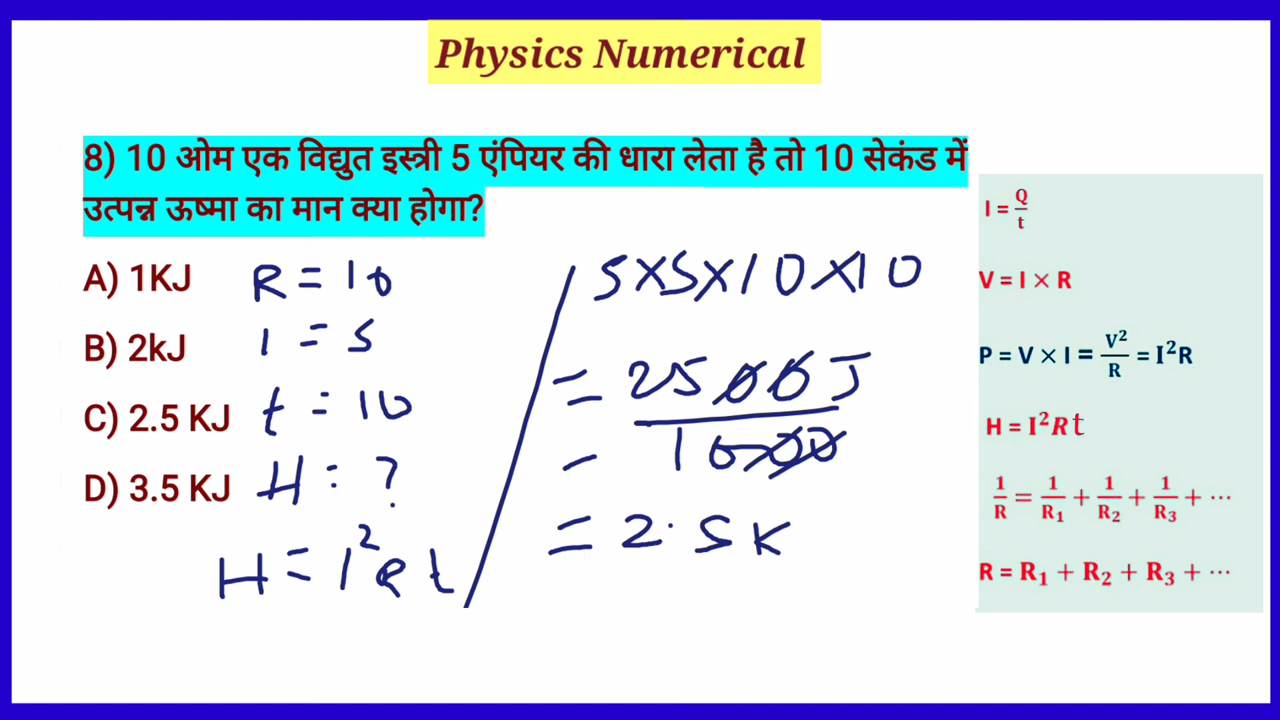 Physics Numerical
8) 10 ओम एक विद्युत इस्त्री 5 एंपियर की धारा लेता है तो 10 सेकंड में
उत्पन्न ऊष्मा का मान क्या होगा?
A) 1KJ
B) 2kJ
C) 2.5 KJ
D) 3.5 KJ
R = 10
I = 5
t = 10
H = ?
H = I²Rt
5×5×10×10
= 2500J
= 1000
= 2.5K
I = Q/t
V = I × R
P = V × I = V²/R = I²R
H = I²Rt
1/R = 1/R₁ + 1/R₂ + 1/R₃ + ⋯
R = R₁ + R₂ + R₃ + ⋯